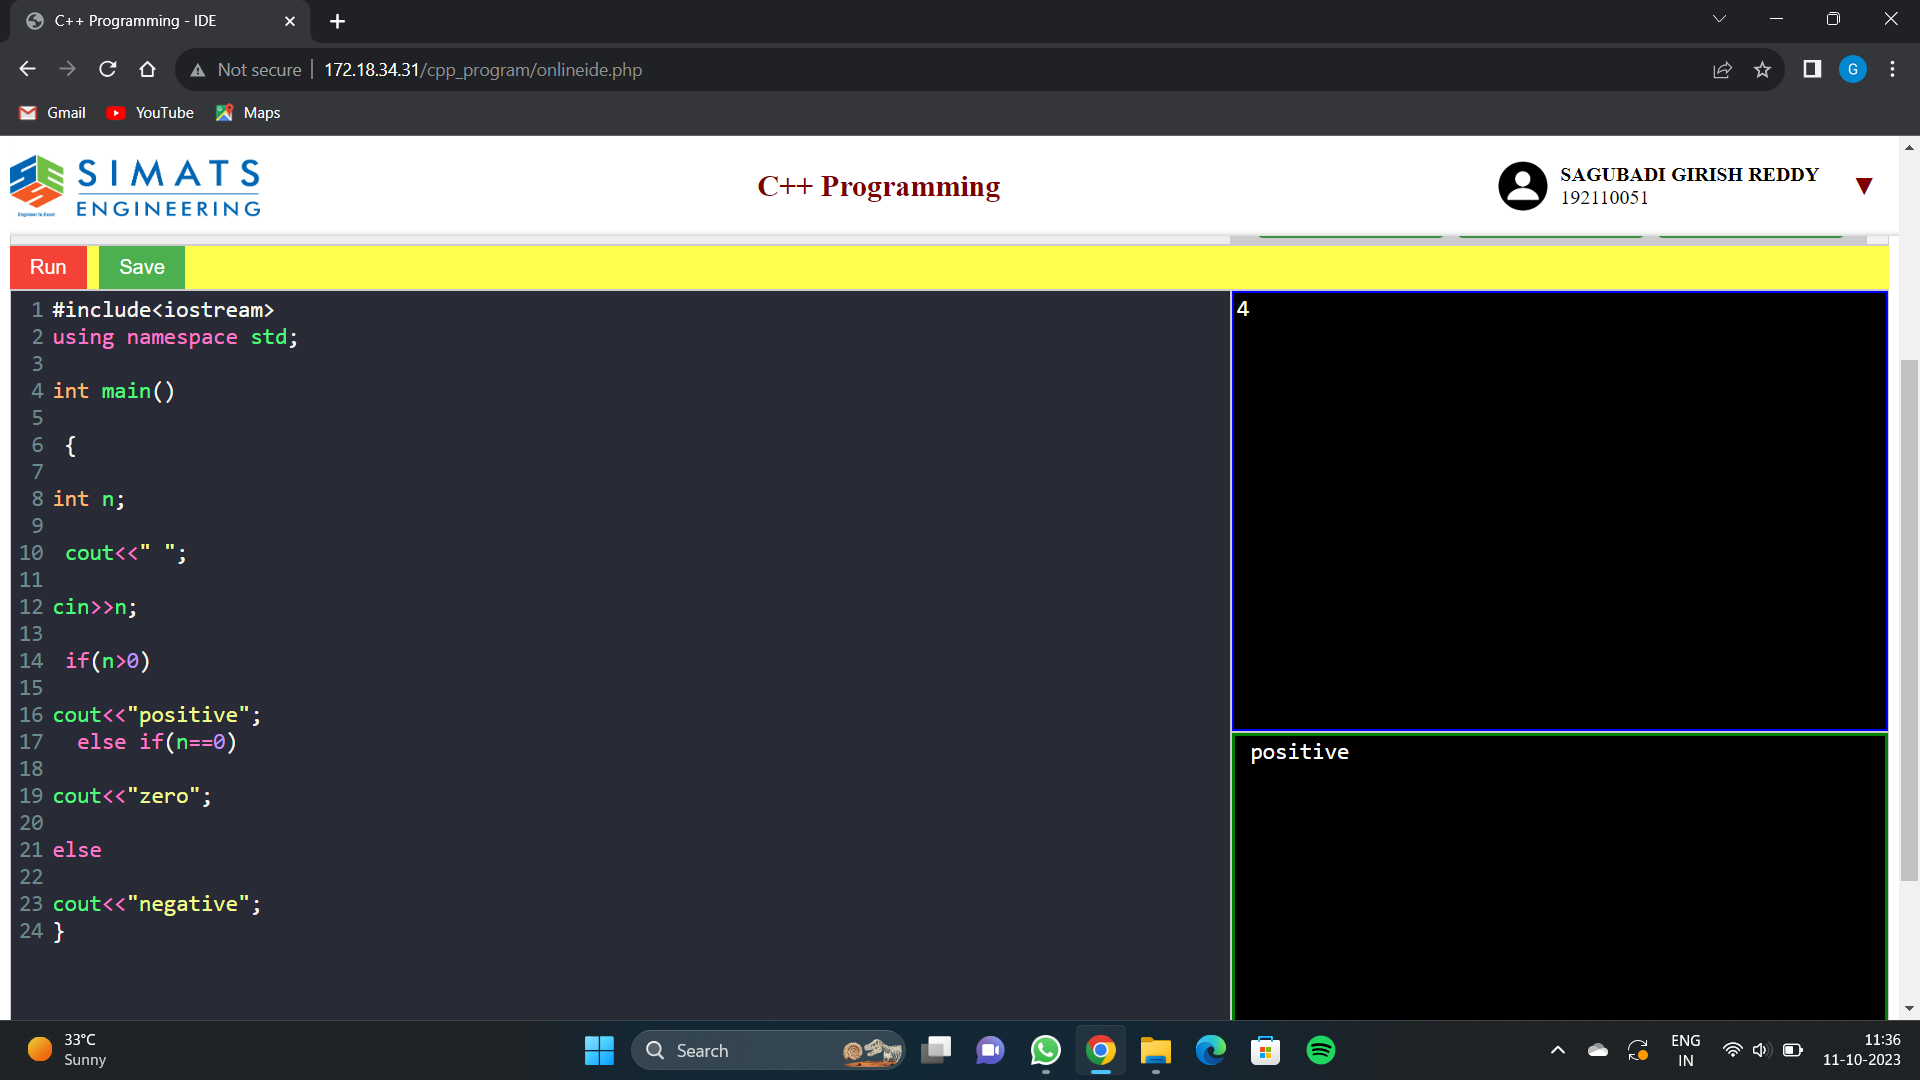 C++ Programming - IDE
Not secure
172.18.34.31/cpp_program/onlineide.php
G
Gmail
YouTube
Maps
SIMATS
ENGINEERING
Engineer to Excel
C++ Programming
SAGUBADI GIRISH REDDY
192110051
Run
Save
1 #include<iostream>
2 using namespace std;
3
4 int main()
5
6 {
7
8 int n;
9
10 cout<<" ";
11
12 cin>>n;
13
14 if(n>0)
15
16 cout<<"positive";
17 else if(n==0)
18
19 cout<<"zero";
20
21 else
22
23 cout<<"negative";
24 }
4
positive
33°C
Sunny
Search
ENG
IN
11:36
11-10-2023